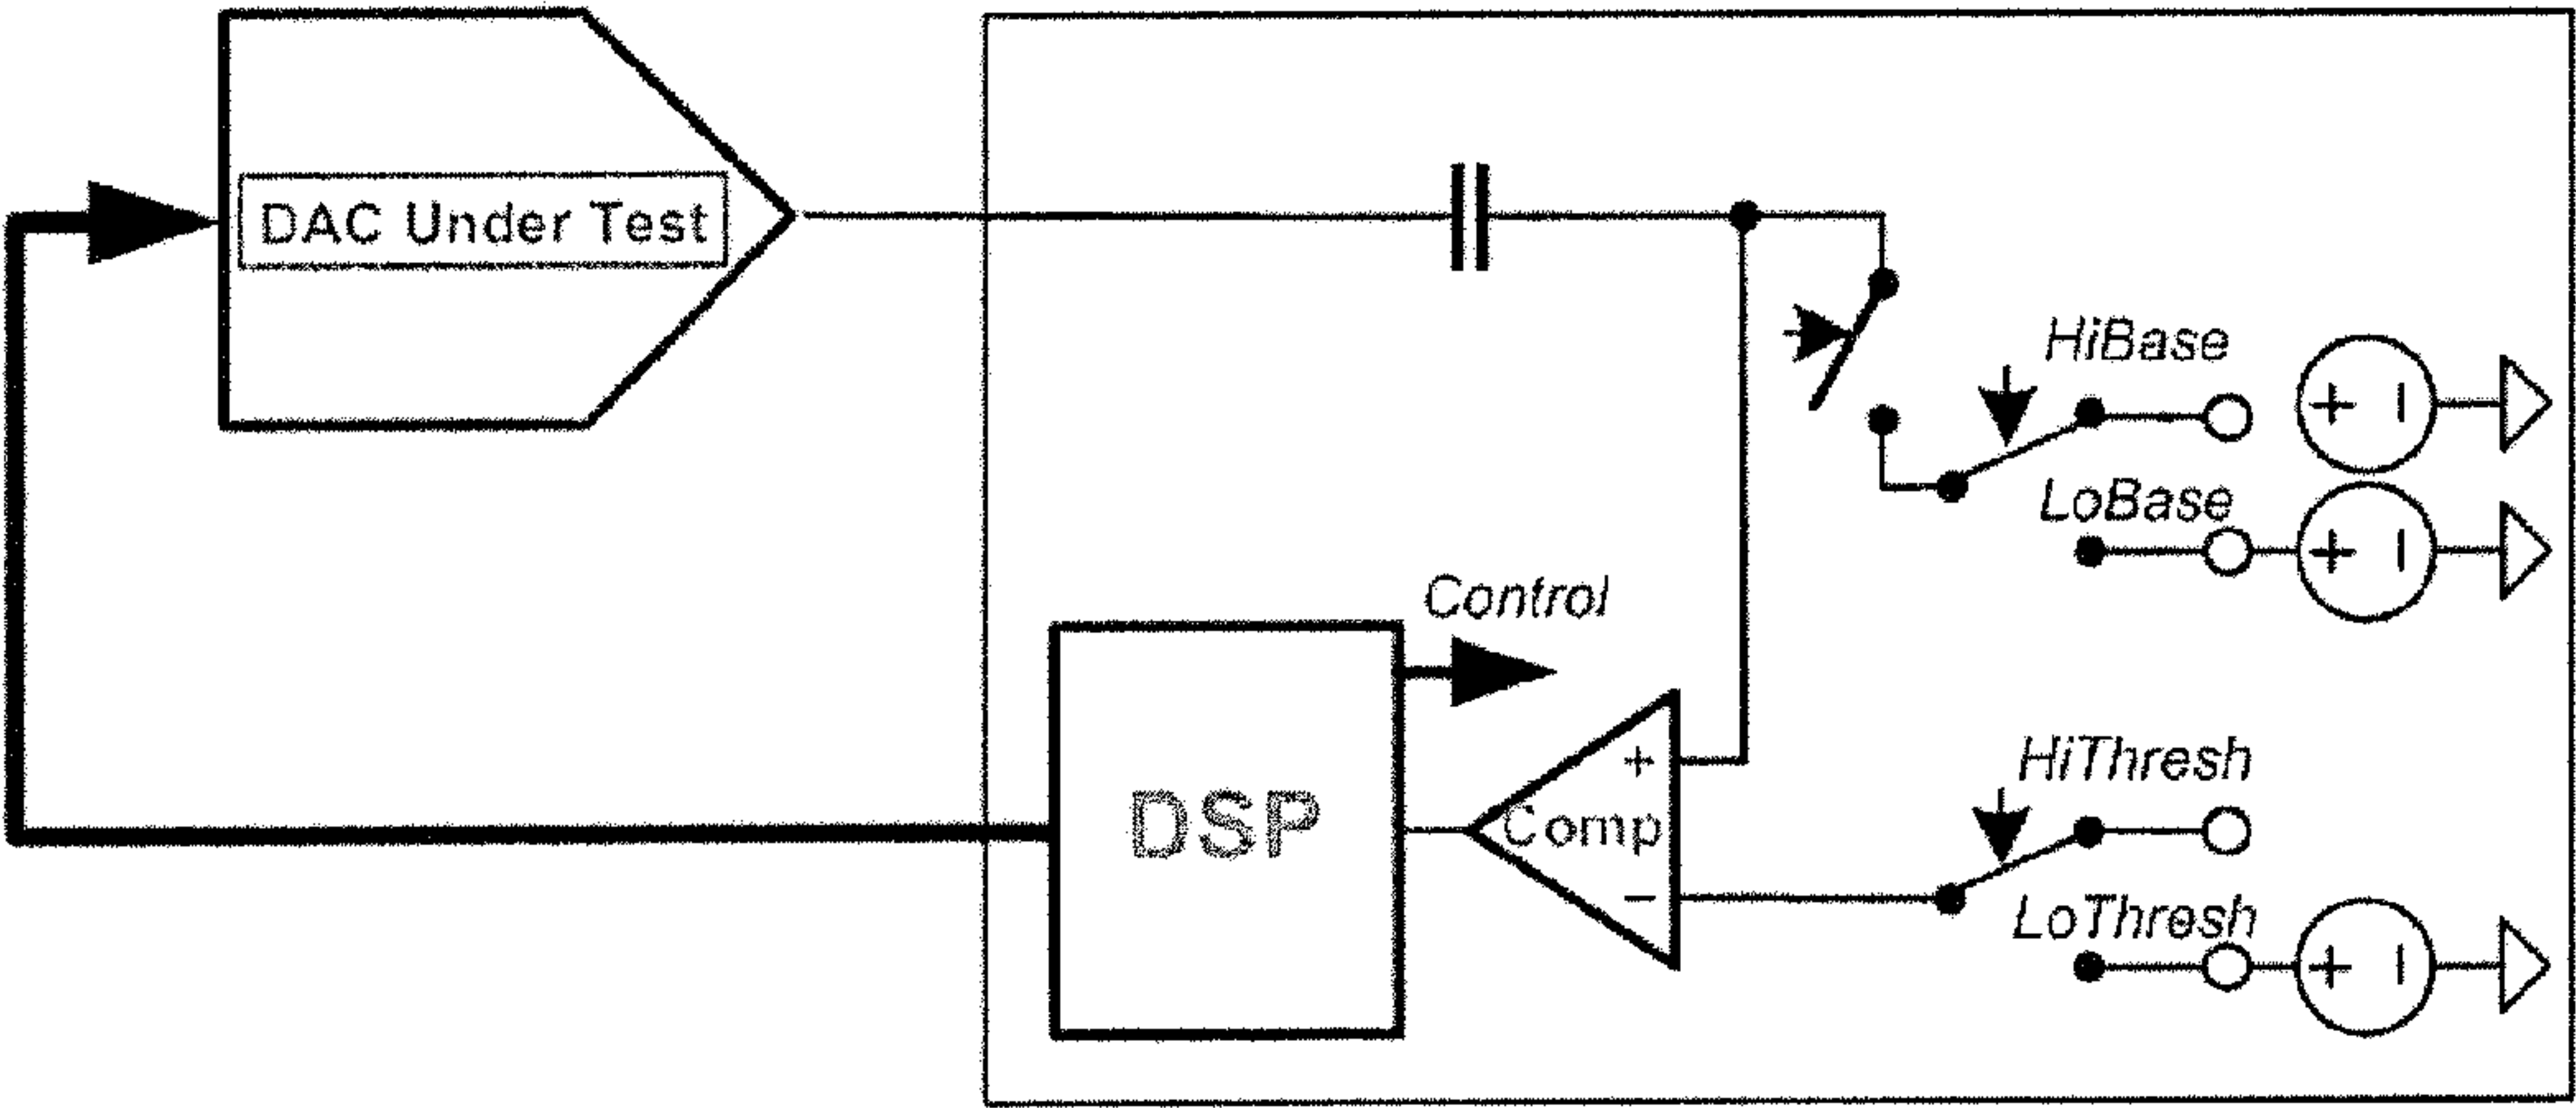 DAC Under Test
HiBase
+ −
LoBase
+ −
Control
DSP
+
Comp
−
HiThresh
LoThresh
+ −